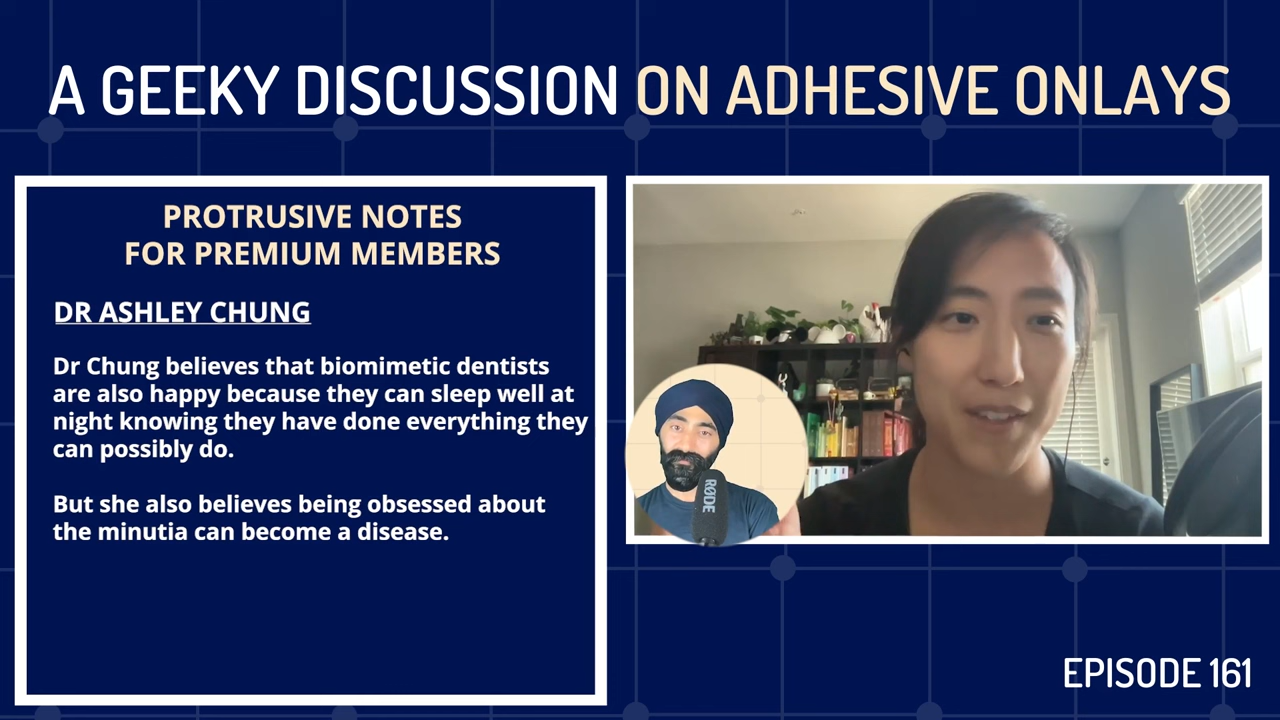 A GEEKY DISCUSSION ON ADHESIVE ONLAYS
PROTRUSIVE NOTES
FOR PREMIUM MEMBERS
DR ASHLEY CHUNG
Dr Chung believes that biomimetic dentists
are also happy because they can sleep well at
night knowing they have done everything they
can possibly do.
But she also believes being obsessed about
the minutia can become a disease.
RØDE
EPISODE 161